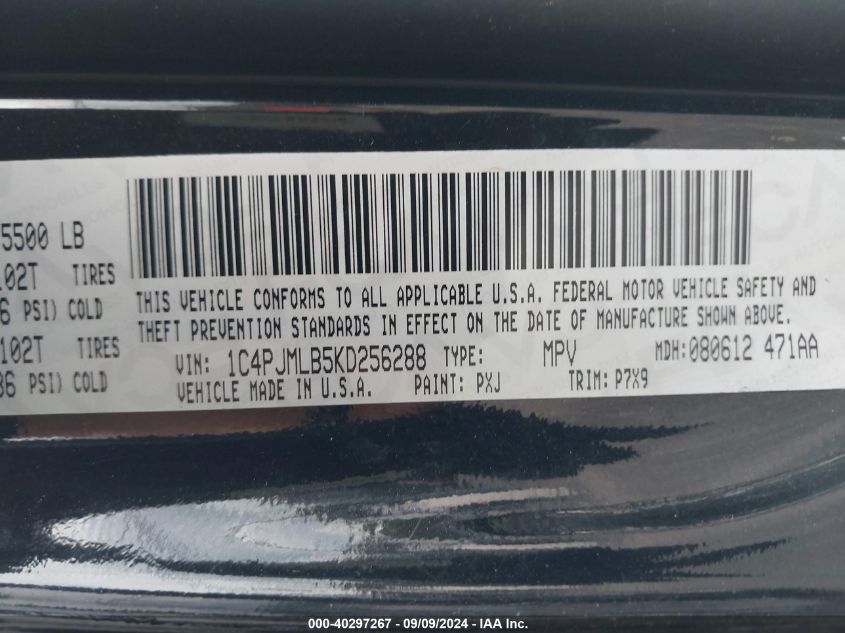 5500 LB
102T TIRES
6 PSI) COLD
102T TIRES
36 PSI) COLD
THIS VEHICLE CONFORMS TO ALL APPLICABLE U.S.A. FEDERAL MOTOR VEHICLE SAFETY AND
THEFT PREVENTION STANDARDS IN EFFECT ON THE DATE OF MANUFACTURE SHOWN ABOVE.
VIN: 1C4PJMLB5KD256288 TYPE: MPV MDH: 080612 471AA
VEHICLE MADE IN U.S.A. PAINT: PXJ TRIM: P7X9
000-40297267 - 09/09/2024 - IAA Inc.